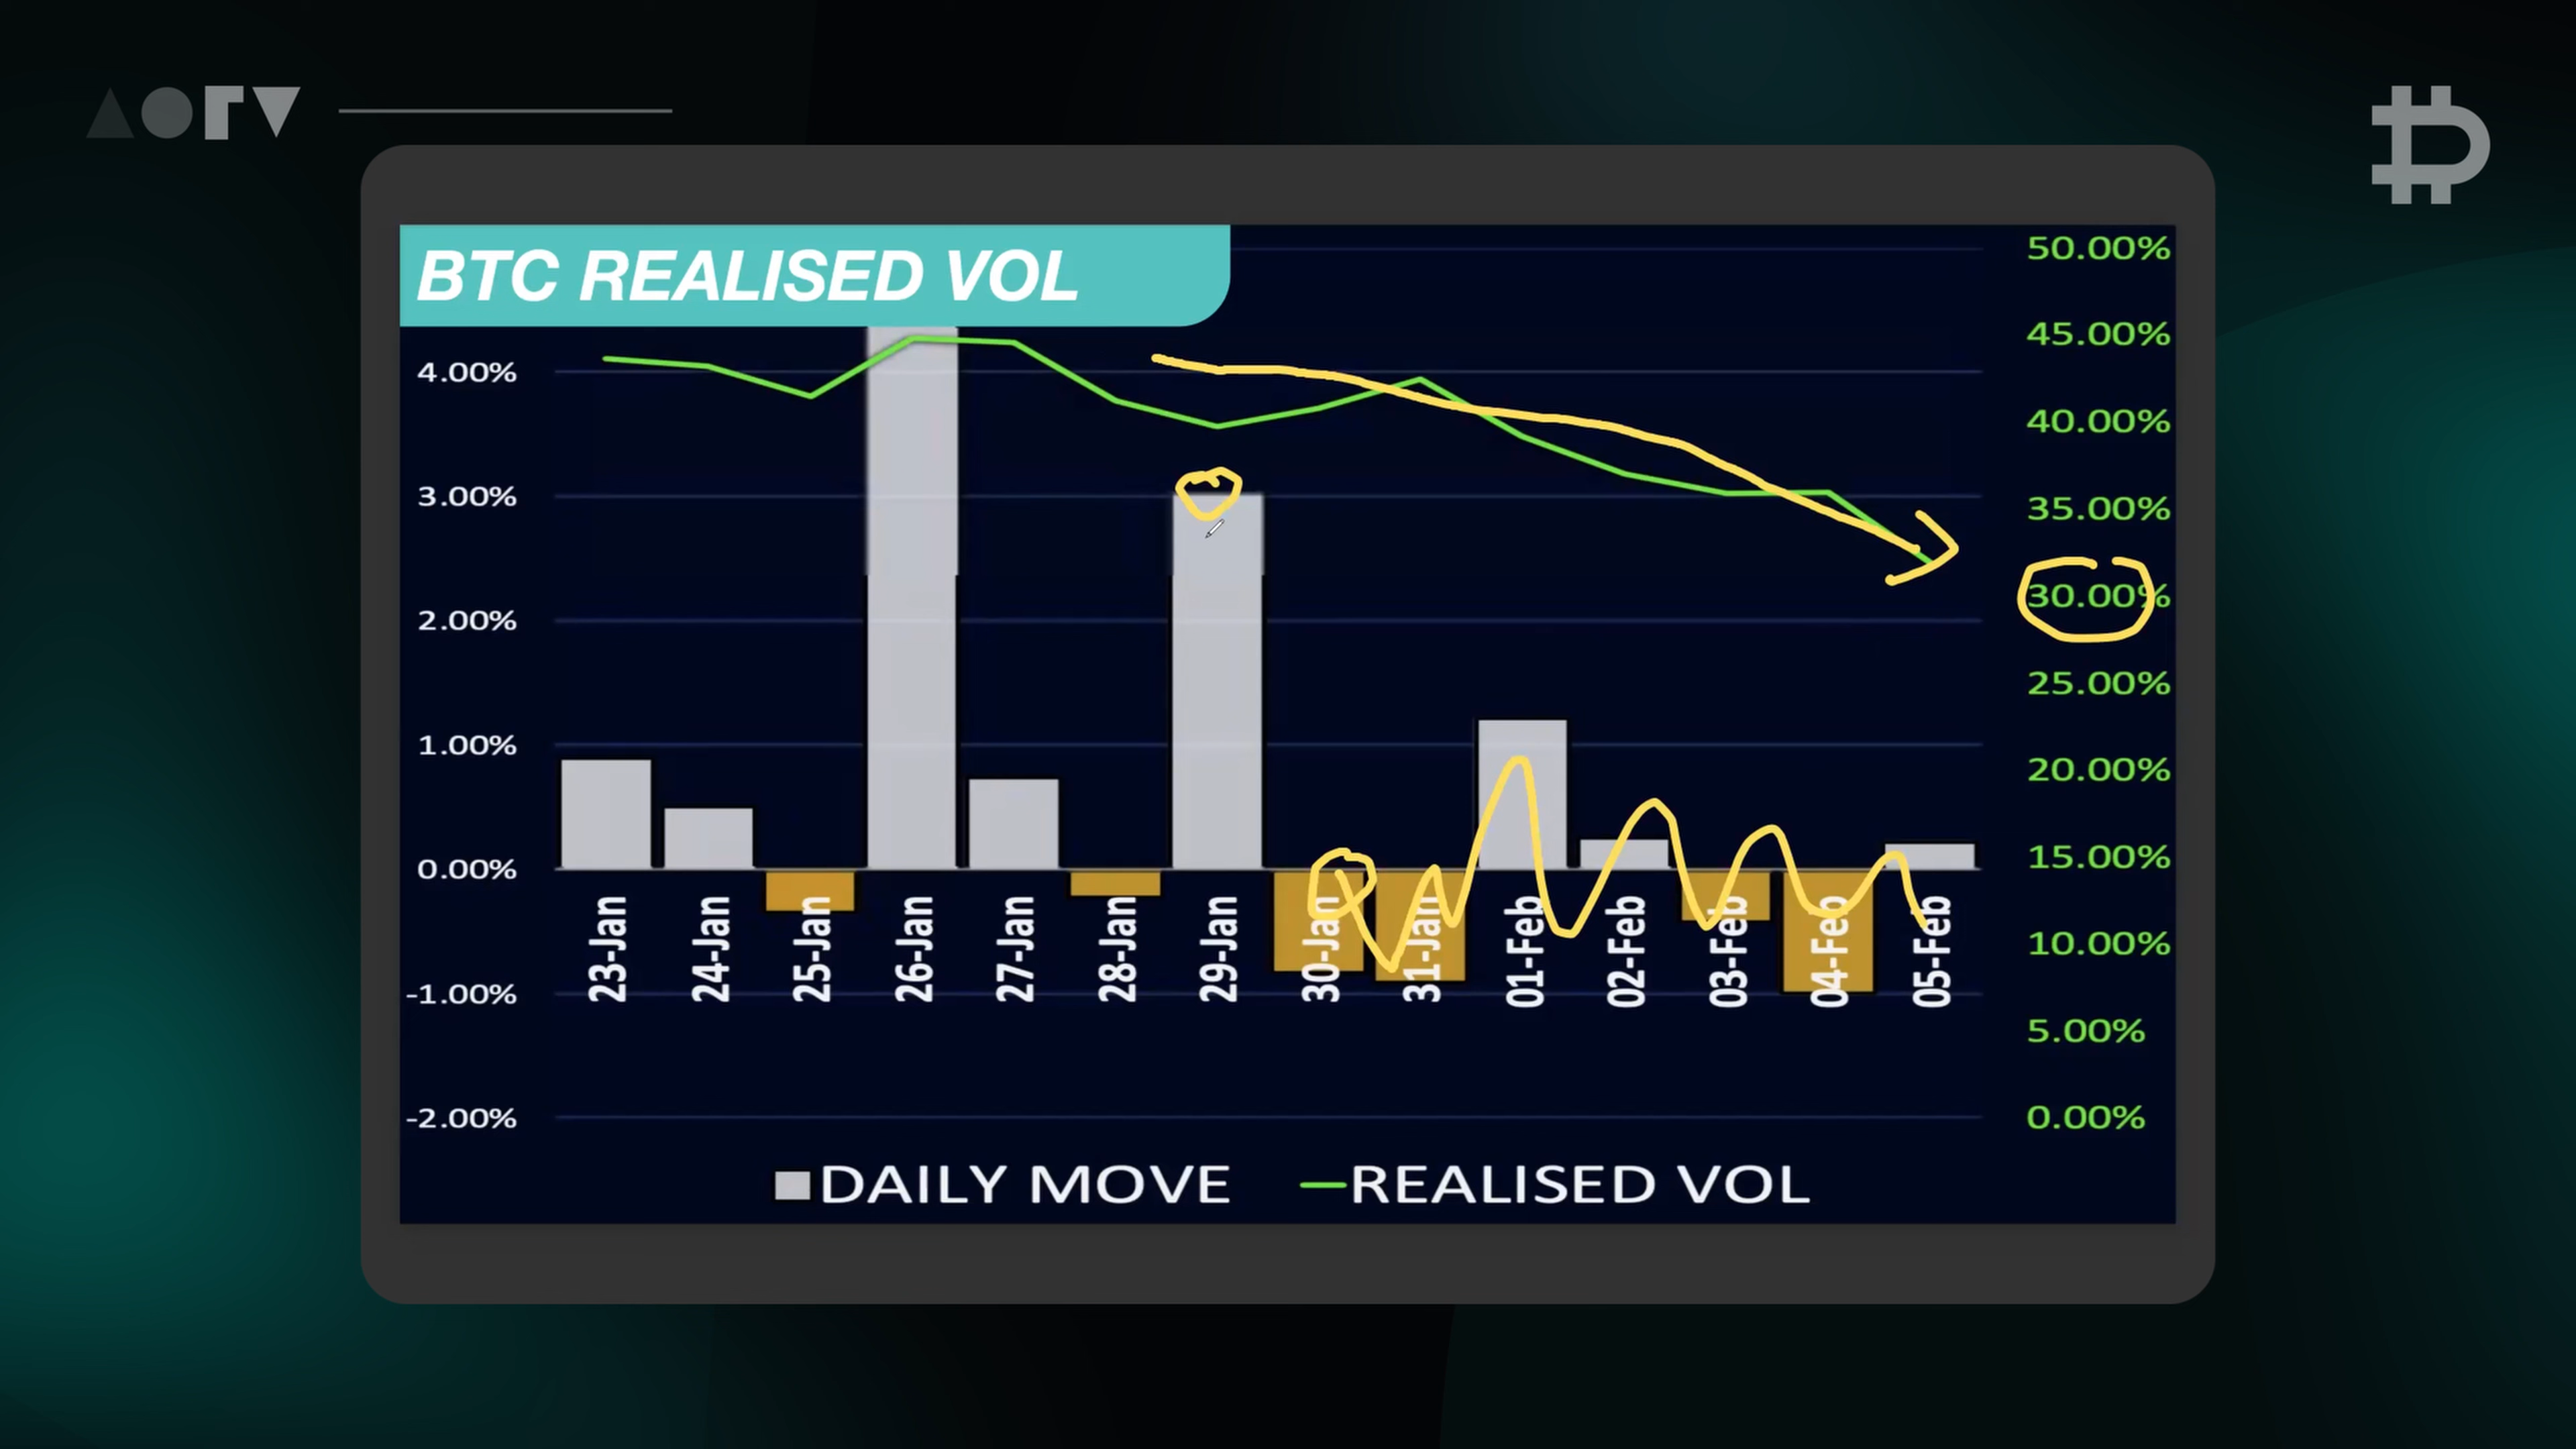 BTC REALISED VOL
4.00%
3.00%
2.00%
1.00%
0.00%
-1.00%
-2.00%
50.00%
45.00%
40.00%
35.00%
30.00%
25.00%
20.00%
15.00%
10.00%
5.00%
0.00%
23-Jan
24-Jan
25-Jan
26-Jan
27-Jan
28-Jan
29-Jan
30-Jan
31-Jan
01-Feb
02-Feb
03-Feb
04-Feb
05-Feb
DAILY MOVE
REALISED VOL